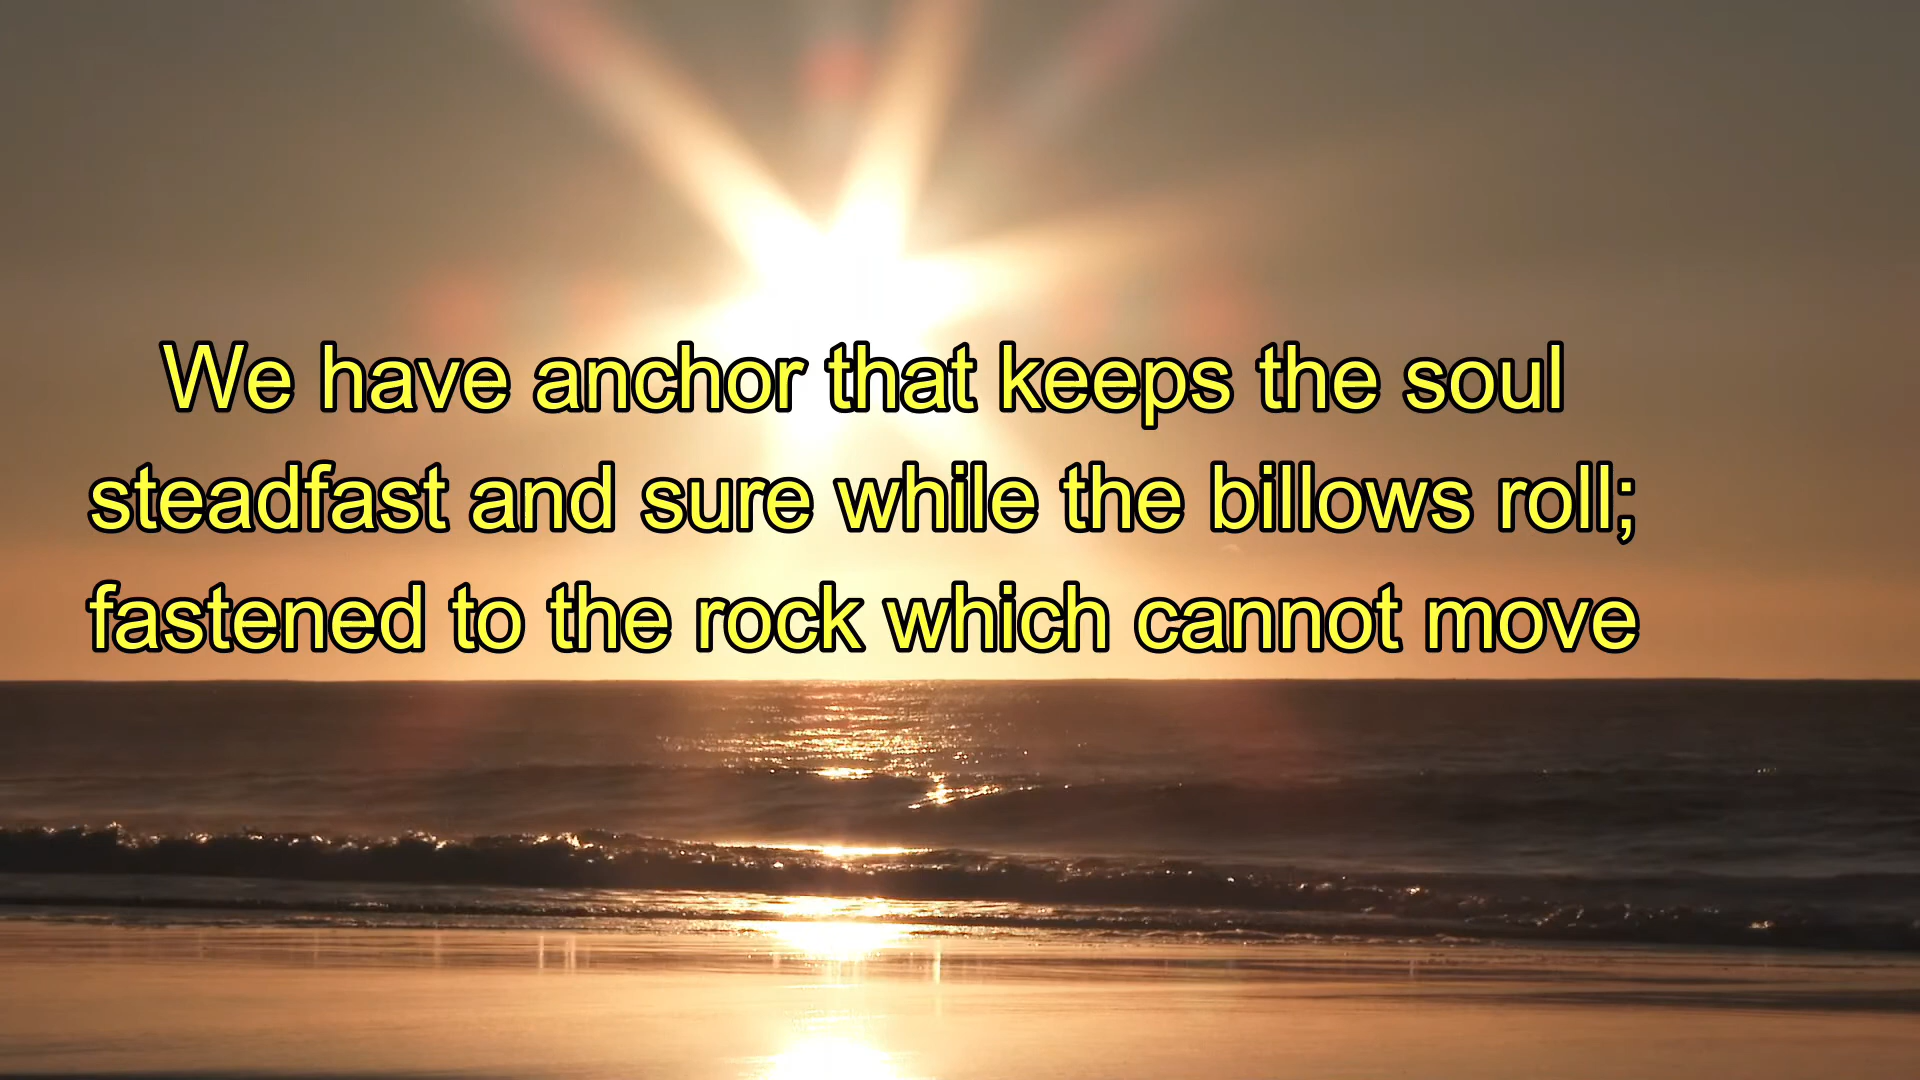 We have anchor that keeps the soul
steadfast and sure while the billows roll;
fastened to the rock which cannot move